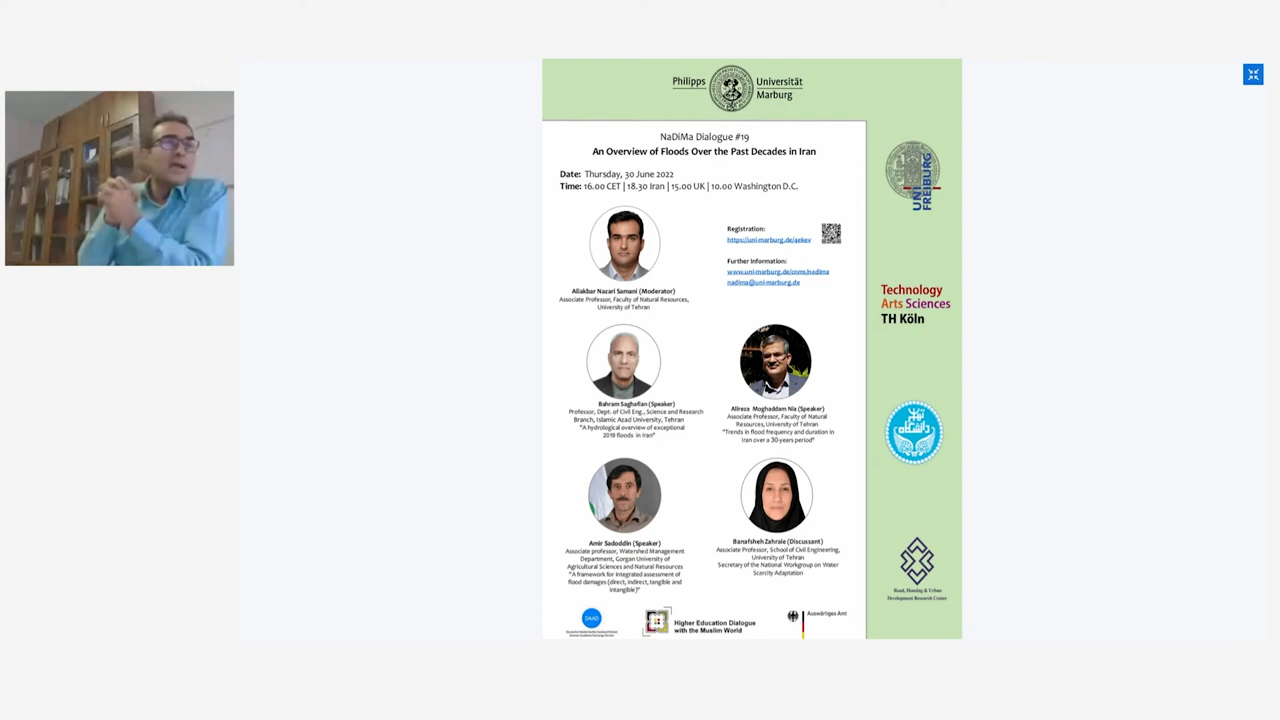 Philipps
Universität
Marburg
NaDiMa Dialogue #19
An Overview of Floods Over the Past Decades in Iran
Date: Thursday, 30 June 2022
Time: 16.00 CET | 18.30 Iran | 15.00 UK | 10.00 Washington D.C.
Registration:
https://uni-marburg.de/aekev
Further Information:
www.uni-marburg.de/cnms/nadima
nadima@uni-marburg.de
Aliakbar Nazari Samani (Moderator)
Associate Professor, Faculty of Natural Resources,
University of Tehran
Bahram Saghafian (Speaker)
Professor, Dept. of Civil Eng., Science and Research
Branch, Islamic Azad University, Tehran
"A hydrological overview of exceptional
2019 floods in Iran"
Alireza Moghaddam Nia (Speaker)
Associate Professor, Faculty of Natural
Resources, University of Tehran
"Trends in flood frequency and duration in
Iran over a 30-years period"
Amir Sadoddin (Speaker)
Associate professor, Watershed Management
Department, Gorgan University of
Agricultural Sciences and Natural Resources
"A framework for integrated assessment of
flood damages (direct, indirect, tangible and
intangible)"
Banafsheh Zahraie (Discussant)
Associate Professor, School of Civil Engineering,
University of Tehran
Secretary of the National Workgroup on Water
Scarcity Adaptation
DAAD
Deutscher Akademischer Austauschdienst
German Academic Exchange Service
Higher Education Dialogue
with the Muslim World
Auswärtiges Amt
UNI
FREIBURG
Technology
Arts Sciences
TH Köln
Road, Housing & Urban
Development Research Center